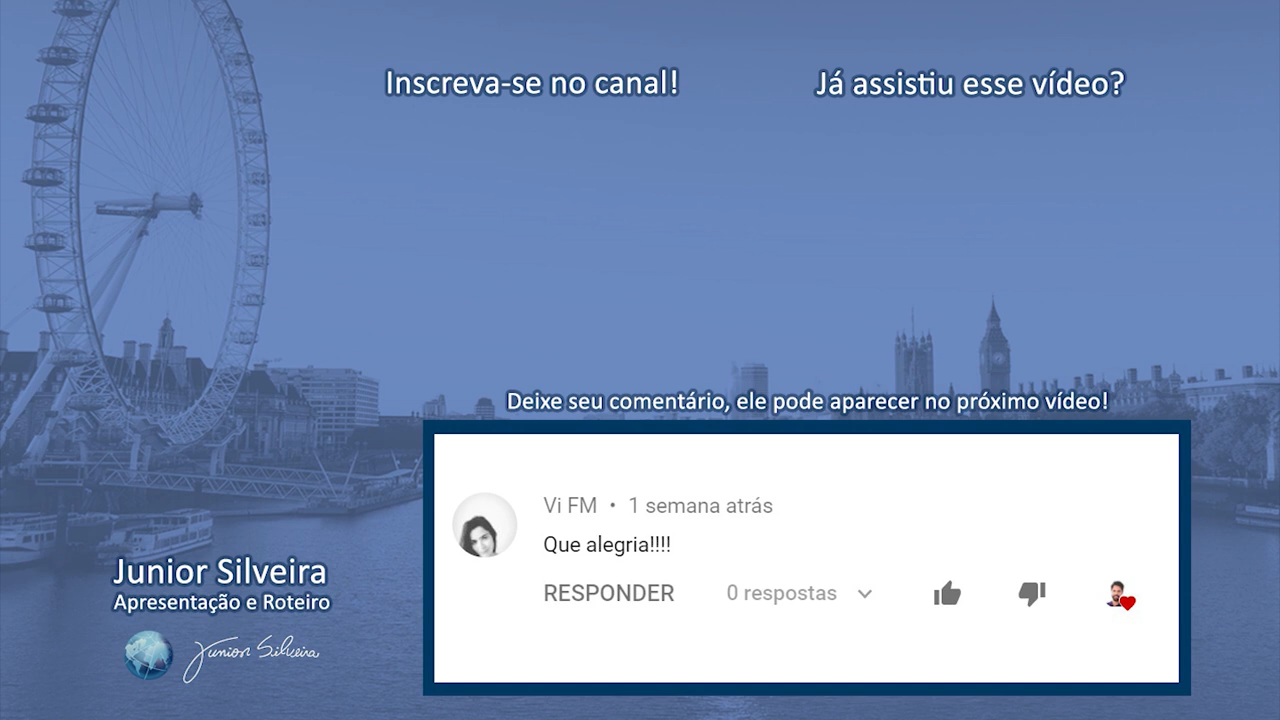 Inscreva-se no canal!
Já assistiu esse vídeo?
Deixe seu comentário, ele pode aparecer no próximo vídeo!
Vi FM • 1 semana atrás
Que alegria!!!!
RESPONDER
0 respostas
Junior Silveira
Apresentação e Roteiro
Junior Silveira